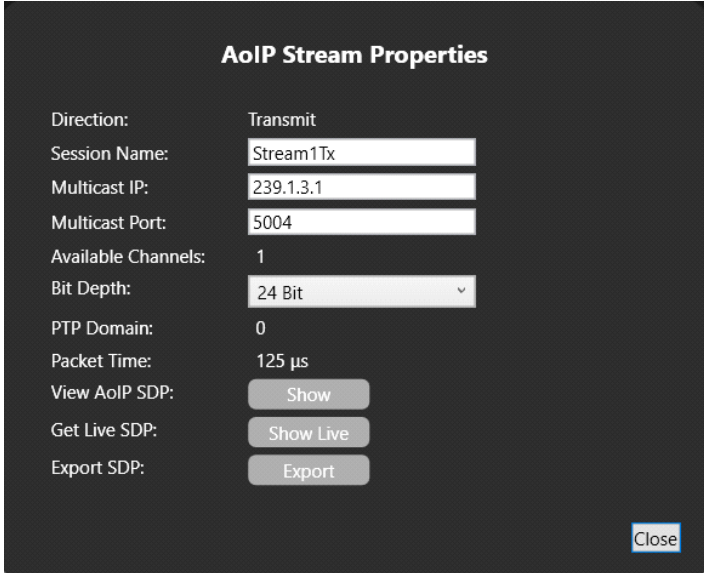 AoIP Stream Properties
Direction: Transmit
Session Name: Stream1Tx
Multicast IP: 239.1.3.1
Multicast Port: 5004
Available Channels: 1
Bit Depth: 24 Bit
PTP Domain: 0
Packet Time: 125 µs
View AoIP SDP: Show
Get Live SDP: Show Live
Export SDP: Export
Close